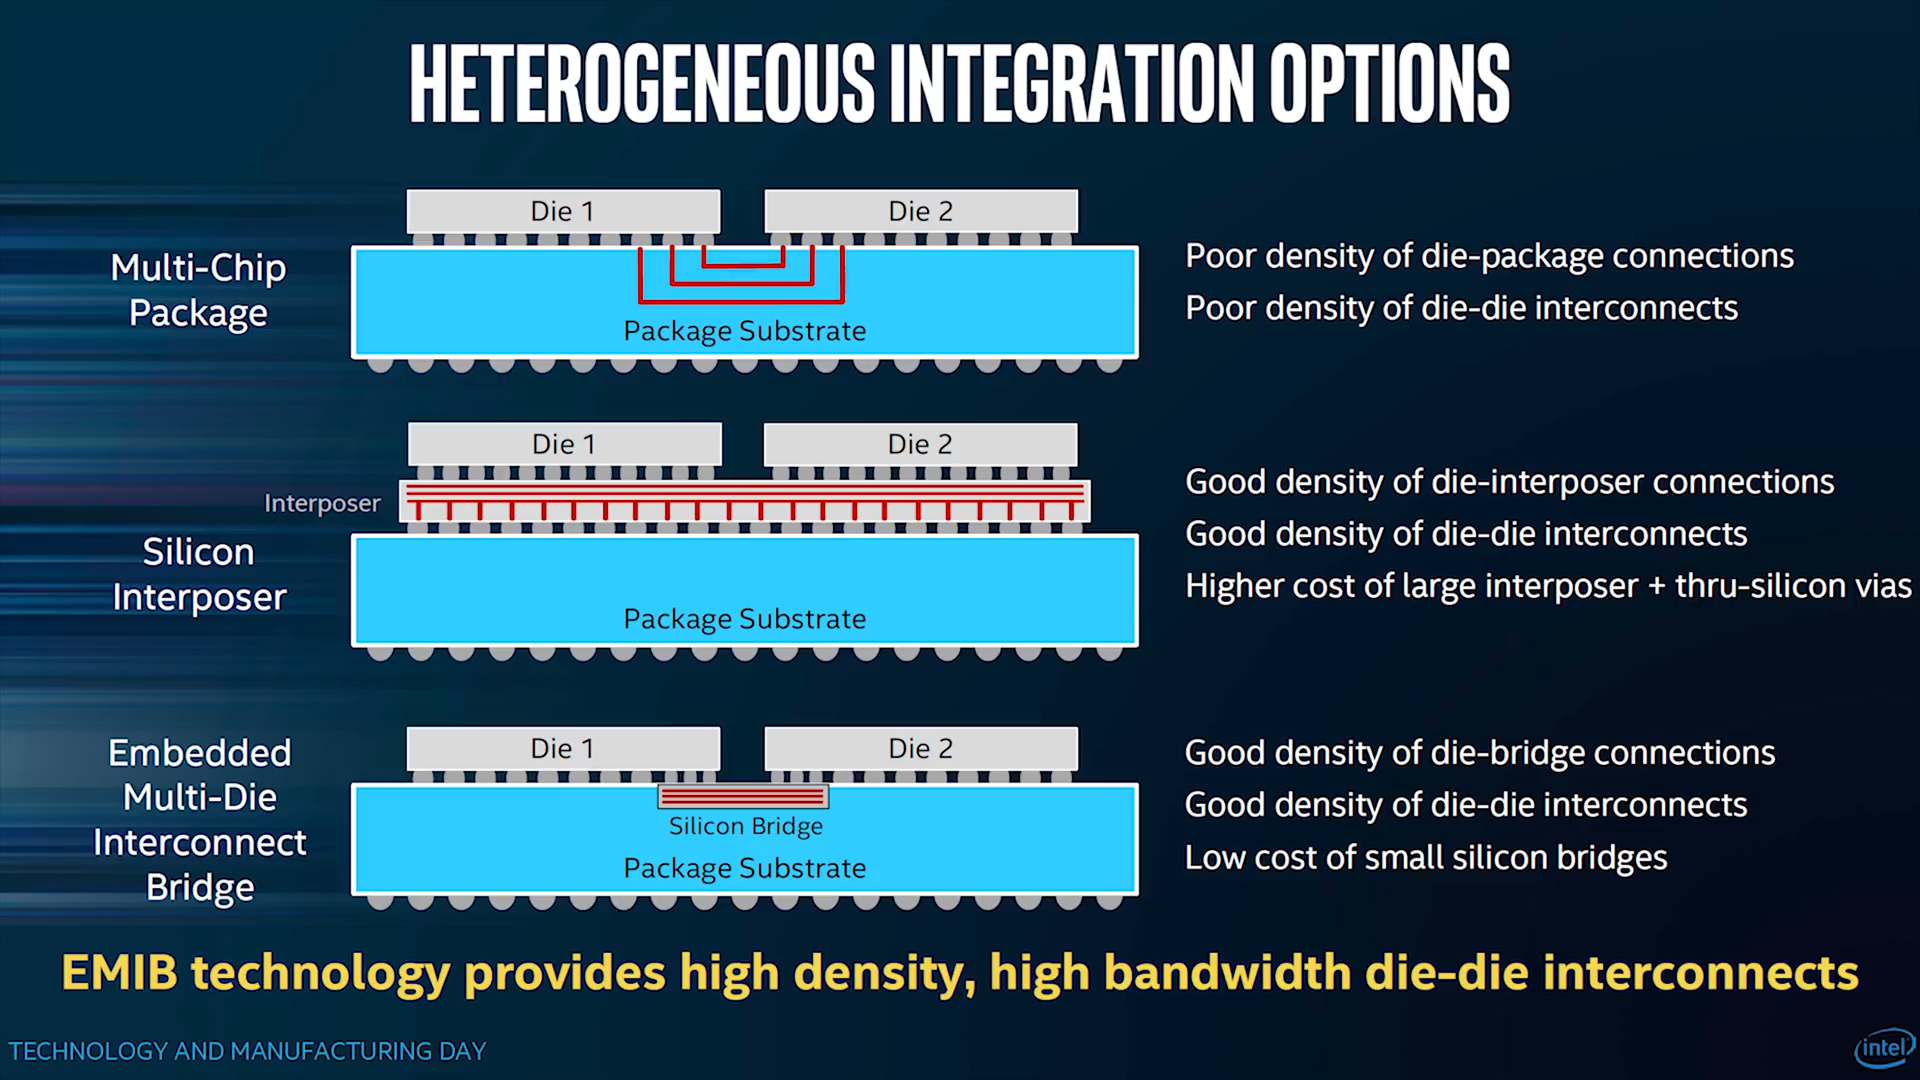 HETEROGENEOUS INTEGRATION OPTIONS
Multi-Chip
Package
Die 1
Die 2
Package Substrate
Poor density of die-package connections
Poor density of die-die interconnects
Silicon
Interposer
Interposer
Die 1
Die 2
Package Substrate
Good density of die-interposer connections
Good density of die-die interconnects
Higher cost of large interposer + thru-silicon vias
Embedded
Multi-Die
Interconnect
Bridge
Die 1
Die 2
Silicon Bridge
Package Substrate
Good density of die-bridge connections
Good density of die-die interconnects
Low cost of small silicon bridges
EMIB technology provides high density, high bandwidth die-die interconnects
TECHNOLOGY AND MANUFACTURING DAY
intel